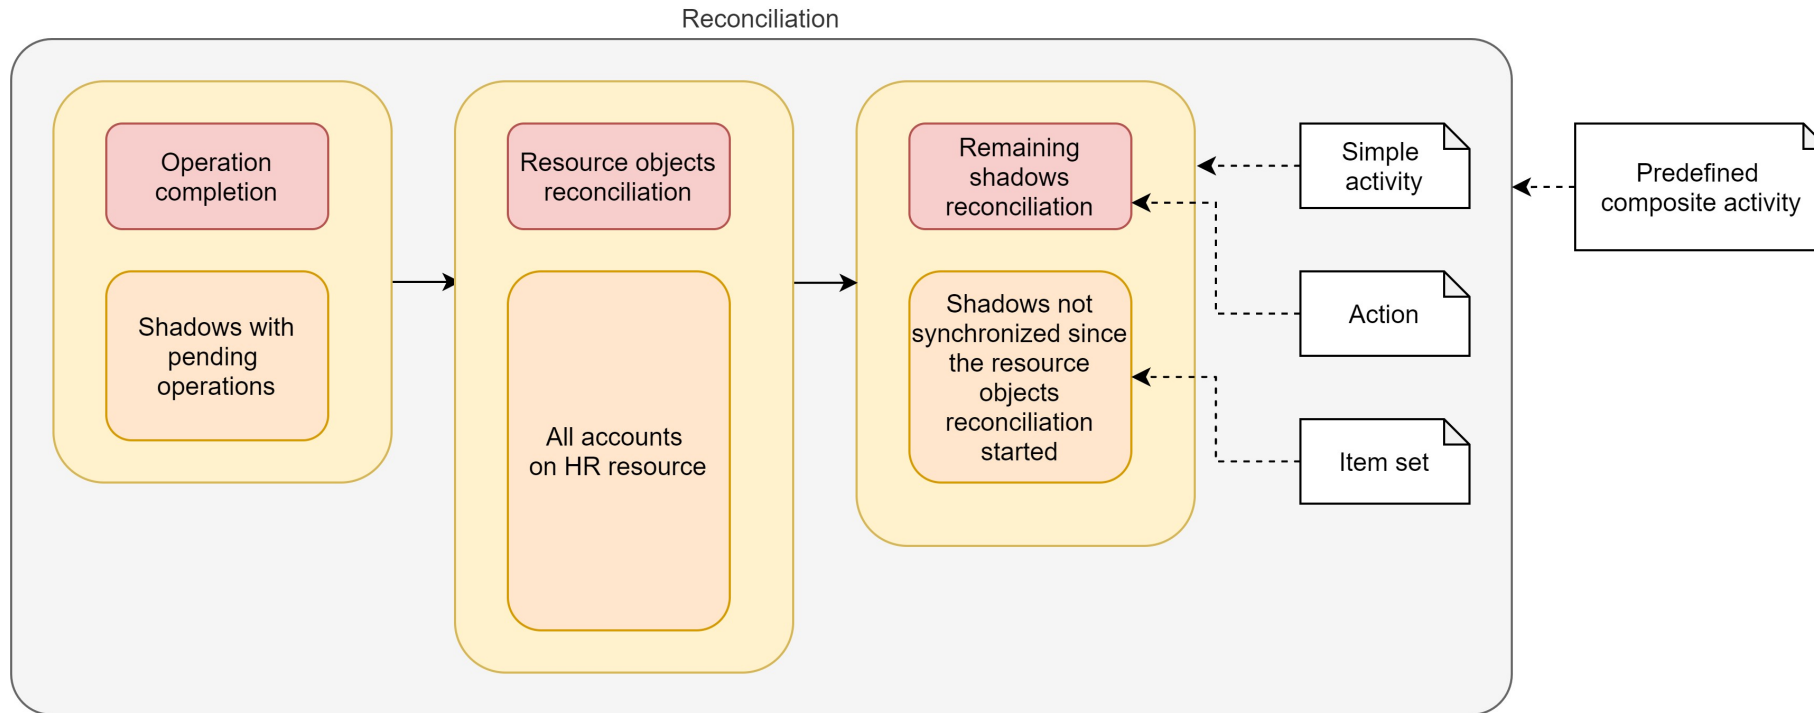 Reconciliation
Operation
completion
Shadows with
pending
operations
Resource objects
reconciliation
All accounts
on HR resource
Remaining
shadows
reconciliation
Shadows not
synchronized since
the resource
objects
reconciliation
started
Simple
activity
Action
Item set
Predefined
composite activity